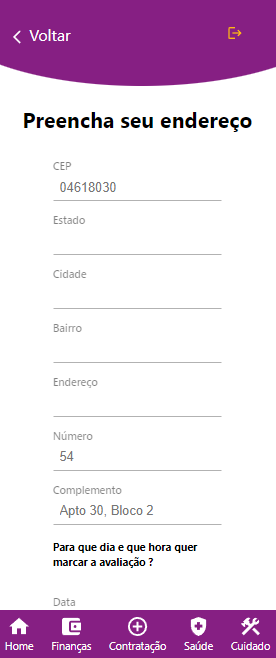 Voltar
Preencha seu endereço
CEP
04618030
Estado
Cidade
Bairro
Endereço
Número
54
Complemento
Apto 30, Bloco 2
Para que dia e que hora quer
marcar a avaliação ?
Data
Home Finanças Contratação Saúde Cuidado